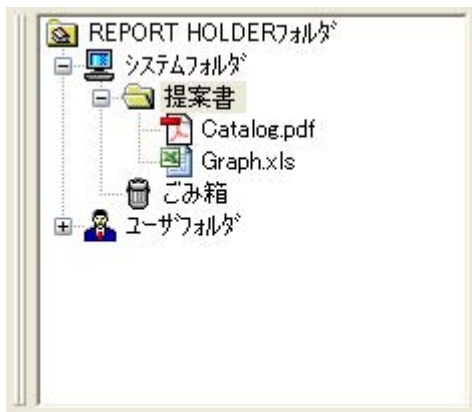 REPORT HOLDERﾌｫﾙﾀﾞ
ｼｽﾃﾑﾌｫﾙﾀﾞ
提案書
Catalog.pdf
Graph.xls
ごみ箱
ﾕｰｻﾞﾌｫﾙﾀﾞ